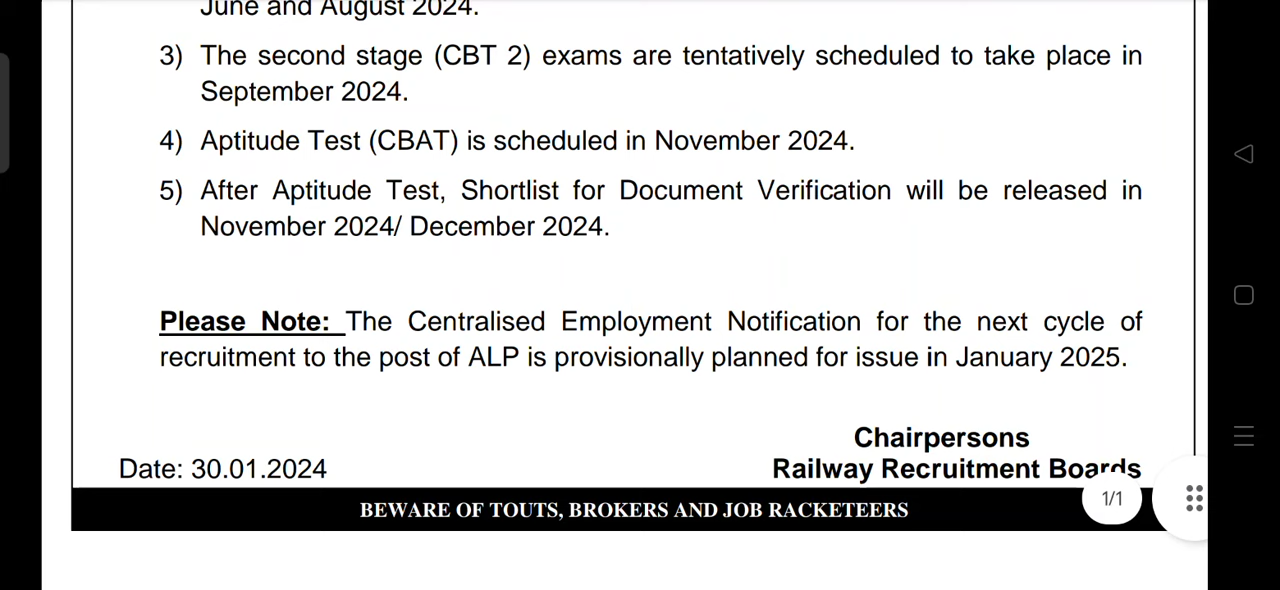 June and August 2024.
3) The second stage (CBT 2) exams are tentatively scheduled to take place in
September 2024.
4) Aptitude Test (CBAT) is scheduled in November 2024.
5) After Aptitude Test, Shortlist for Document Verification will be released in
November 2024/ December 2024.
Please Note: The Centralised Employment Notification for the next cycle of
recruitment to the post of ALP is provisionally planned for issue in January 2025.
Chairpersons
Date: 30.01.2024 Railway Recruitment Boards
1/1
BEWARE OF TOUTS, BROKERS AND JOB RACKETEERS